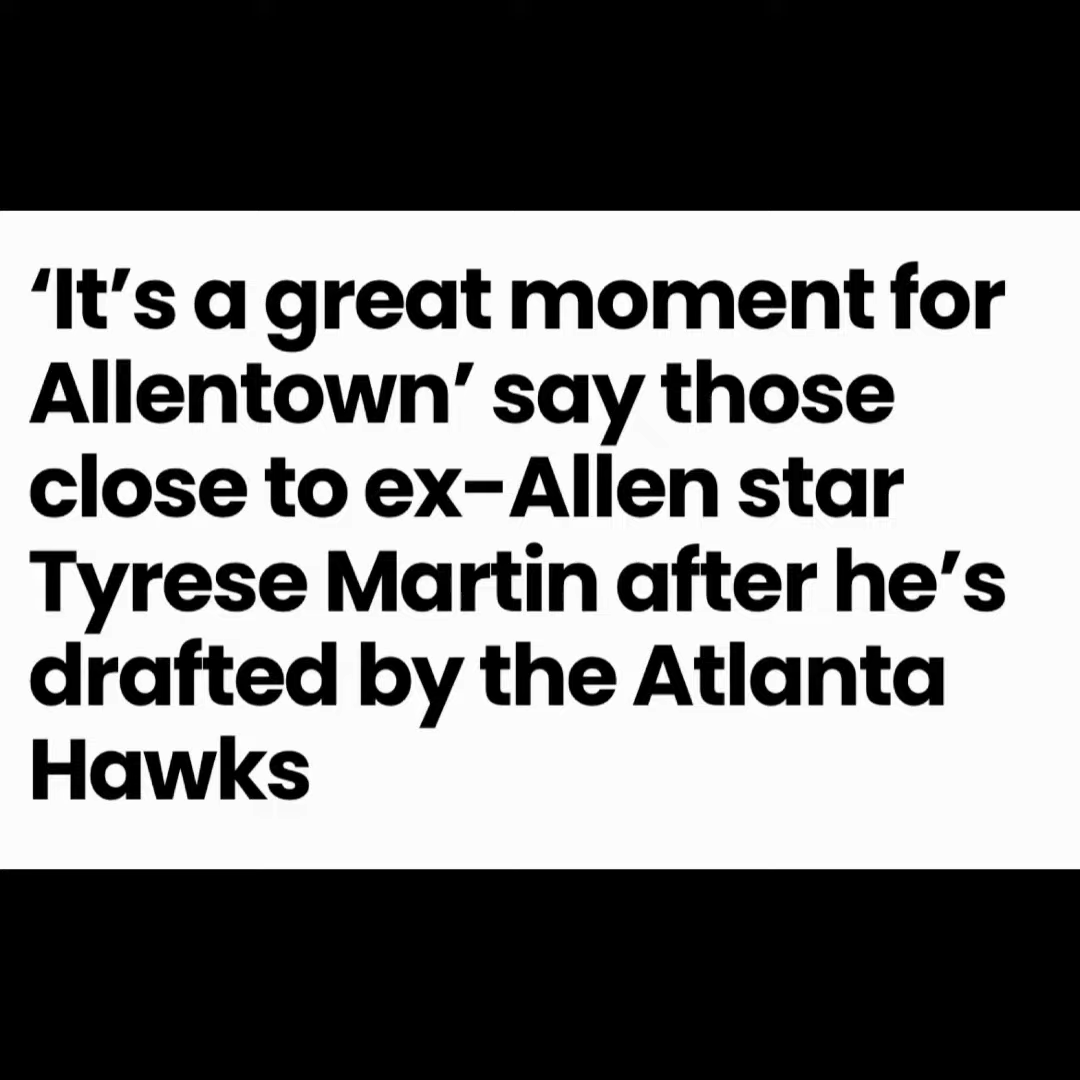 ‘It’s a great moment for
Allentown’ say those
close to ex-Allen star
Tyrese Martin after he’s
drafted by the Atlanta
Hawks